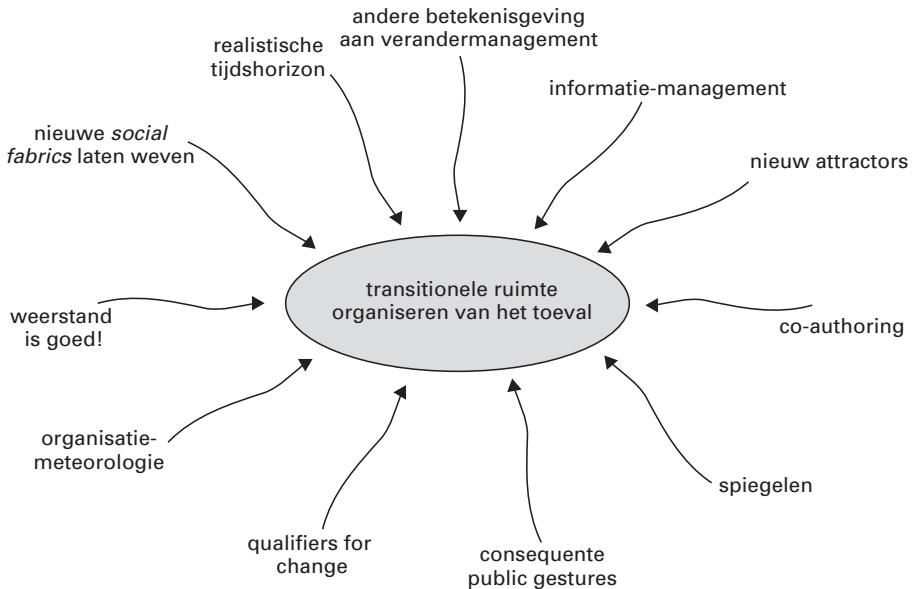 andere betekenisgeving
aan verandermanagement
realistische
tijdshorizon
informatie-management
nieuwe social
fabrics laten weven
nieuw attractors
transitionele ruimte
organiseren van het toeval
weerstand
is goed!
co-authoring
organisatie-
meteorologie
spiegelen
qualifiers for
change
consequente
public gestures